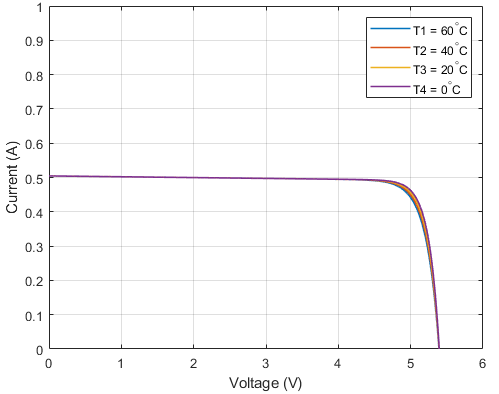 1
0.9
0.8
0.7
0.6
0.5
0.4
0.3
0.2
0.1
0
Current (A)
T1 = 60°C
T2 = 40°C
T3 = 20°C
T4 = 0°C
0 1 2 3 4 5 6
Voltage (V)